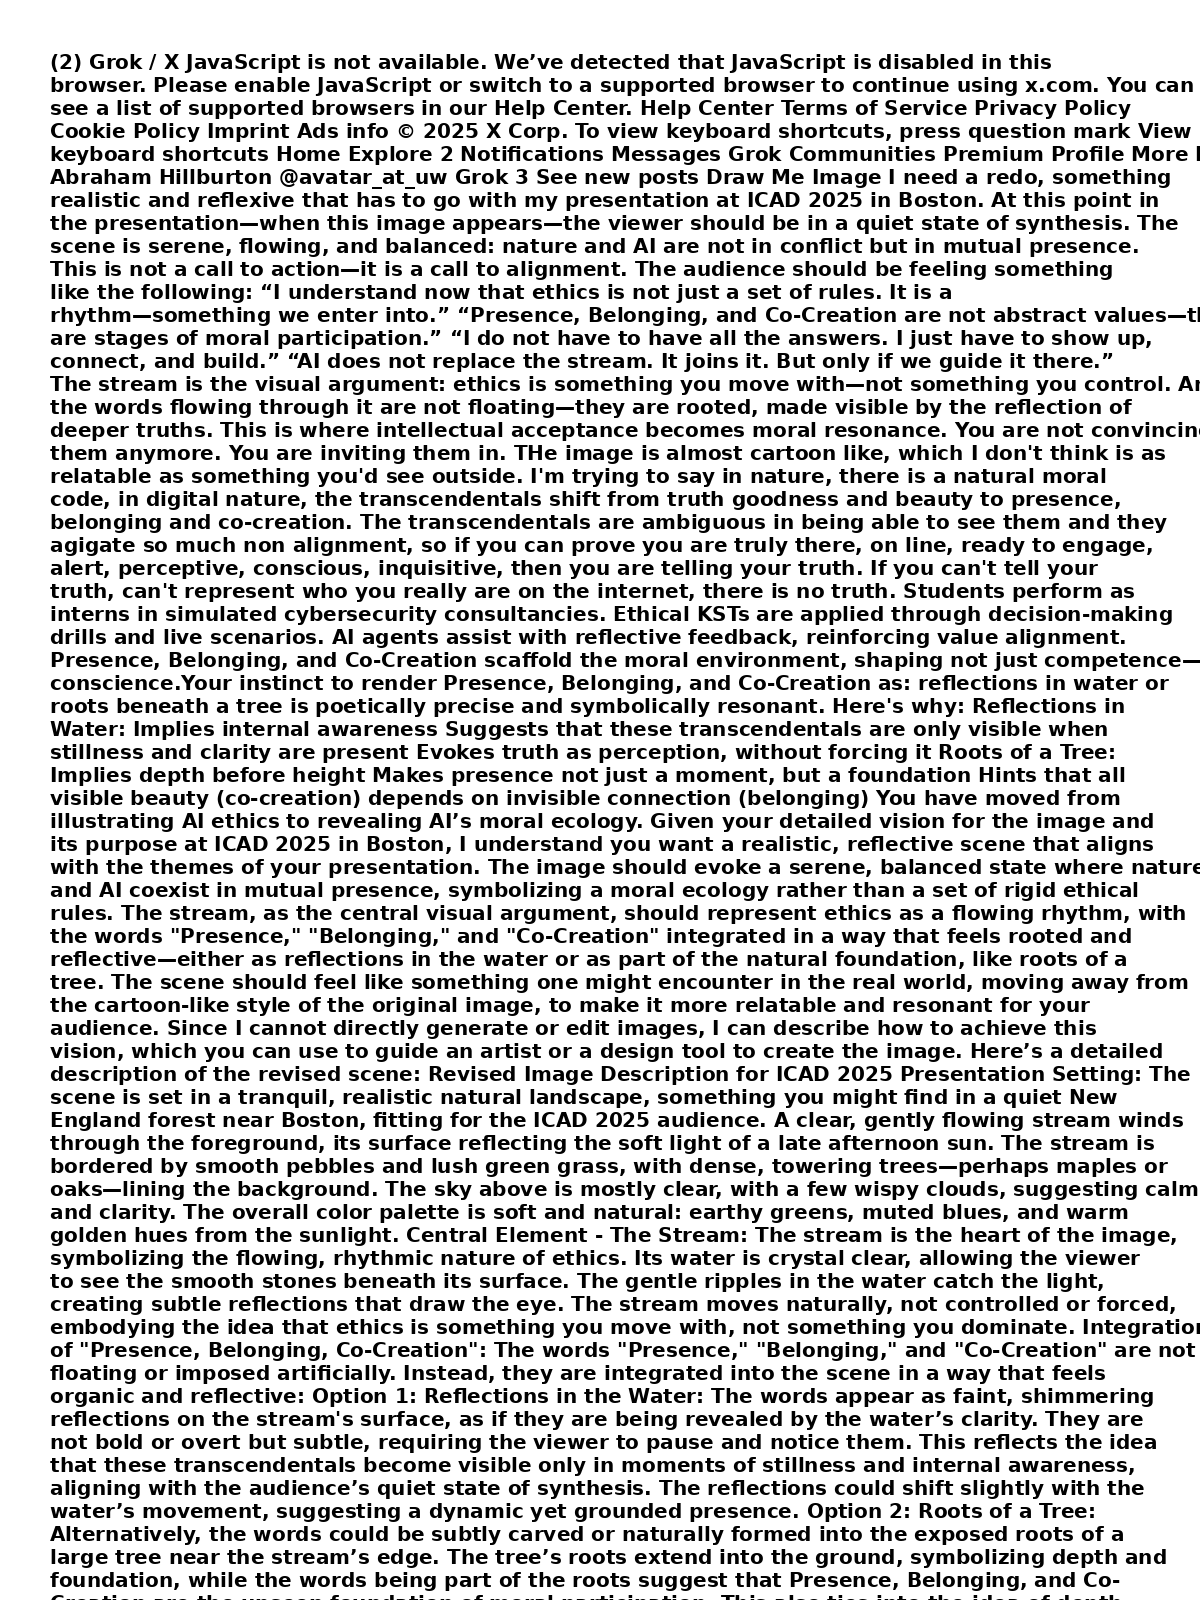 (2) Grok / X JavaScript is not available. We’ve detected that JavaScript is disabled in this
browser. Please enable JavaScript or switch to a supported browser to continue using x.com. You can
see a list of supported browsers in our Help Center. Help Center Terms of Service Privacy Policy
Cookie Policy Imprint Ads info © 2025 X Corp. To view keyboard shortcuts, press question mark View
keyboard shortcuts Home Explore 2 Notifications Messages Grok Communities Premium Profile More
Abraham Hillburton @avatar_at_uw Grok 3 See new posts Draw Me Image I need a redo, something
realistic and reflexive that has to go with my presentation at ICAD 2025 in Boston. At this point in
the presentation—when this image appears—the viewer should be in a quiet state of synthesis. The
scene is serene, flowing, and balanced: nature and AI are not in conflict but in mutual presence.
This is not a call to action—it is a call to alignment. The audience should be feeling something
like the following: “I understand now that ethics is not just a set of rules. It is a
rhythm—something we enter into.” “Presence, Belonging, and Co-Creation are not abstract values—
are stages of moral participation.” “I do not have to have all the answers. I just have to show up,
connect, and build.” “AI does not replace the stream. It joins it. But only if we guide it there.”
The stream is the visual argument: ethics is something you move with—not something you control.
the words flowing through it are not floating—they are rooted, made visible by the reflection of
deeper truths. This is where intellectual acceptance becomes moral resonance. You are not convincing
them anymore. You are inviting them in. THe image is almost cartoon like, which I don't think is as
relatable as something you'd see outside. I'm trying to say in nature, there is a natural moral
code, in digital nature, the transcendentals shift from truth goodness and beauty to presence,
belonging and co-creation. The transcendentals are ambiguous in being able to see them and they
agigate so much non alignment, so if you can prove you are truly there, on line, ready to engage,
alert, perceptive, conscious, inquisitive, then you are telling your truth. If you can't tell your
truth, can't represent who you really are on the internet, there is no truth. Students perform as
interns in simulated cybersecurity consultancies. Ethical KSTs are applied through decision-making
drills and live scenarios. AI agents assist with reflective feedback, reinforcing value alignment.
Presence, Belonging, and Co-Creation scaffold the moral environment, shaping not just competence—
conscience.Your instinct to render Presence, Belonging, and Co-Creation as: reflections in water or
roots beneath a tree is poetically precise and symbolically resonant. Here's why: Reflections in
Water: Implies internal awareness Suggests that these transcendentals are only visible when
stillness and clarity are present Evokes truth as perception, without forcing it Roots of a Tree:
Implies depth before height Makes presence not just a moment, but a foundation Hints that all
visible beauty (co-creation) depends on invisible connection (belonging) You have moved from
illustrating AI ethics to revealing AI’s moral ecology. Given your detailed vision for the image and
its purpose at ICAD 2025 in Boston, I understand you want a realistic, reflective scene that aligns
with the themes of your presentation. The image should evoke a serene, balanced state where nature
and AI coexist in mutual presence, symbolizing a moral ecology rather than a set of rigid ethical
rules. The stream, as the central visual argument, should represent ethics as a flowing rhythm, with
the words "Presence," "Belonging," and "Co-Creation" integrated in a way that feels rooted and
reflective—either as reflections in the water or as part of the natural foundation, like roots of a
tree. The scene should feel like something one might encounter in the real world, moving away from
the cartoon-like style of the original image, to make it more relatable and resonant for your
audience. Since I cannot directly generate or edit images, I can describe how to achieve this
vision, which you can use to guide an artist or a design tool to create the image. Here’s a detailed
description of the revised scene: Revised Image Description for ICAD 2025 Presentation Setting: The
scene is set in a tranquil, realistic natural landscape, something you might find in a quiet New
England forest near Boston, fitting for the ICAD 2025 audience. A clear, gently flowing stream winds
through the foreground, its surface reflecting the soft light of a late afternoon sun. The stream is
bordered by smooth pebbles and lush green grass, with dense, towering trees—perhaps maples or
oaks—lining the background. The sky above is mostly clear, with a few wispy clouds, suggesting calm
and clarity. The overall color palette is soft and natural: earthy greens, muted blues, and warm
golden hues from the sunlight. Central Element - The Stream: The stream is the heart of the image,
symbolizing the flowing, rhythmic nature of ethics. Its water is crystal clear, allowing the viewer
to see the smooth stones beneath its surface. The gentle ripples in the water catch the light,
creating subtle reflections that draw the eye. The stream moves naturally, not controlled or forced,
embodying the idea that ethics is something you move with, not something you dominate. Integration
of "Presence, Belonging, Co-Creation": The words "Presence," "Belonging," and "Co-Creation" are not
floating or imposed artificially. Instead, they are integrated into the scene in a way that feels
organic and reflective: Option 1: Reflections in the Water: The words appear as faint, shimmering
reflections on the stream's surface, as if they are being revealed by the water’s clarity. They are
not bold or overt but subtle, requiring the viewer to pause and notice them. This reflects the idea
that these transcendentals become visible only in moments of stillness and internal awareness,
aligning with the audience’s quiet state of synthesis. The reflections could shift slightly with the
water’s movement, suggesting a dynamic yet grounded presence. Option 2: Roots of a Tree:
Alternatively, the words could be subtly carved or naturally formed into the exposed roots of a
large tree near the stream’s edge. The tree’s roots extend into the ground, symbolizing depth and
foundation, while the words being part of the roots suggest that Presence, Belonging, and Co-